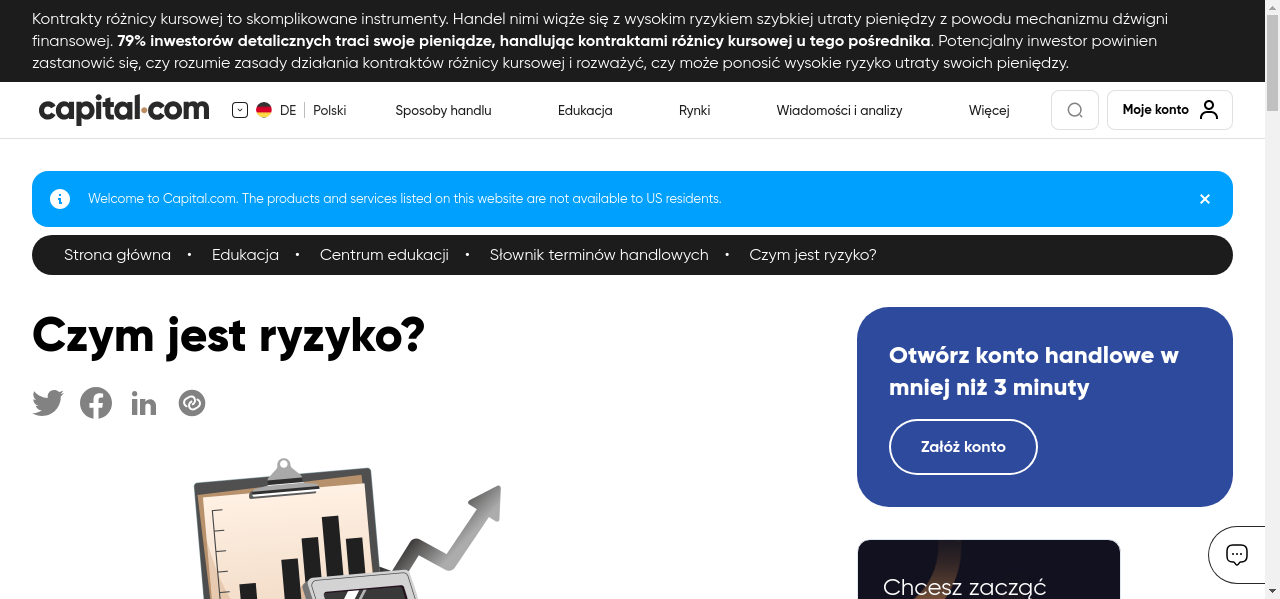 Kontrakty różnicy kursowej to skomplikowane instrumenty. Handel nimi wiąże się z wysokim ryzykiem szybkiej utraty pieniędzy z powodu mechanizmu dźwigni
finansowej. 79% inwestorów detalicznych traci swoje pieniądze, handlując kontraktami różnicy kursowej u tego pośrednika. Potencjalny inwestor powinien
zastanowić się, czy rozumie zasady działania kontraktów różnicy kursowej i rozważyć, czy może ponosić wysokie ryzyko utraty swoich pieniędzy.
capital.com DE Polski Sposoby handlu Edukacja Rynki Wiadomości i analizy Więcej Moje konto
Welcome to Capital.com. The products and services listed on this website are not available to US residents.
Strona główna • Edukacja • Centrum edukacji • Słownik terminów handlowych • Czym jest ryzyko?
Czym jest ryzyko?
Otwórz konto handlowe w
mniej niż 3 minuty
Załóż konto
Chcesz zacząć